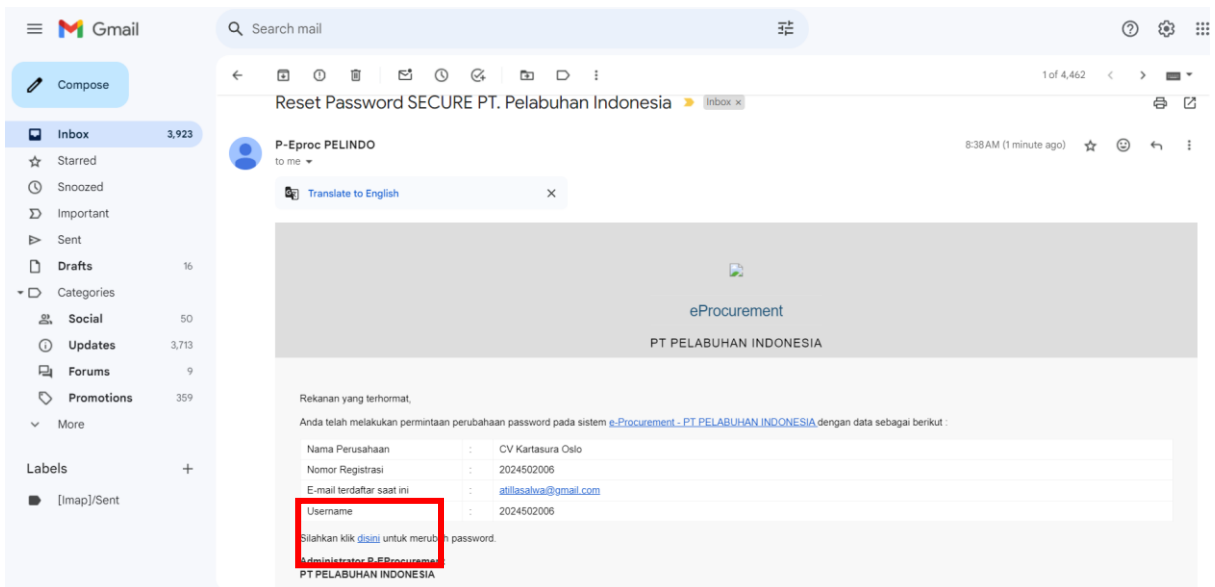 Gmail
Search mail
Compose
1 of 4,462
Reset Password SECURE PT. Pelabuhan Indonesia Inbox x
Inbox 3,923
Starred
Snoozed
Important
Sent
Drafts 16
Categories
Social 50
Updates 3,713
Forums 9
Promotions 359
More
Labels +
[Imap]/Sent
P-Eproc PELINDO
8:38 AM (1 minute ago)
to me
Translate to English
eProcurement
PT PELABUHAN INDONESIA
Rekanan yang terhormat,
Anda telah melakukan permintaan perubahaan password pada sistem e-Procurement - PT PELABUHAN INDONESIA dengan data sebagai berikut :
Nama Perusahaan : CV Kartasura Oslo
Nomor Registrasi : 2024502006
E-mail terdaftar saat ini : atillasalwa@gmail.com
Username : 2024502006
Silahkan klik disini untuk merubah password.
Administrator P-EProcurement
PT PELABUHAN INDONESIA